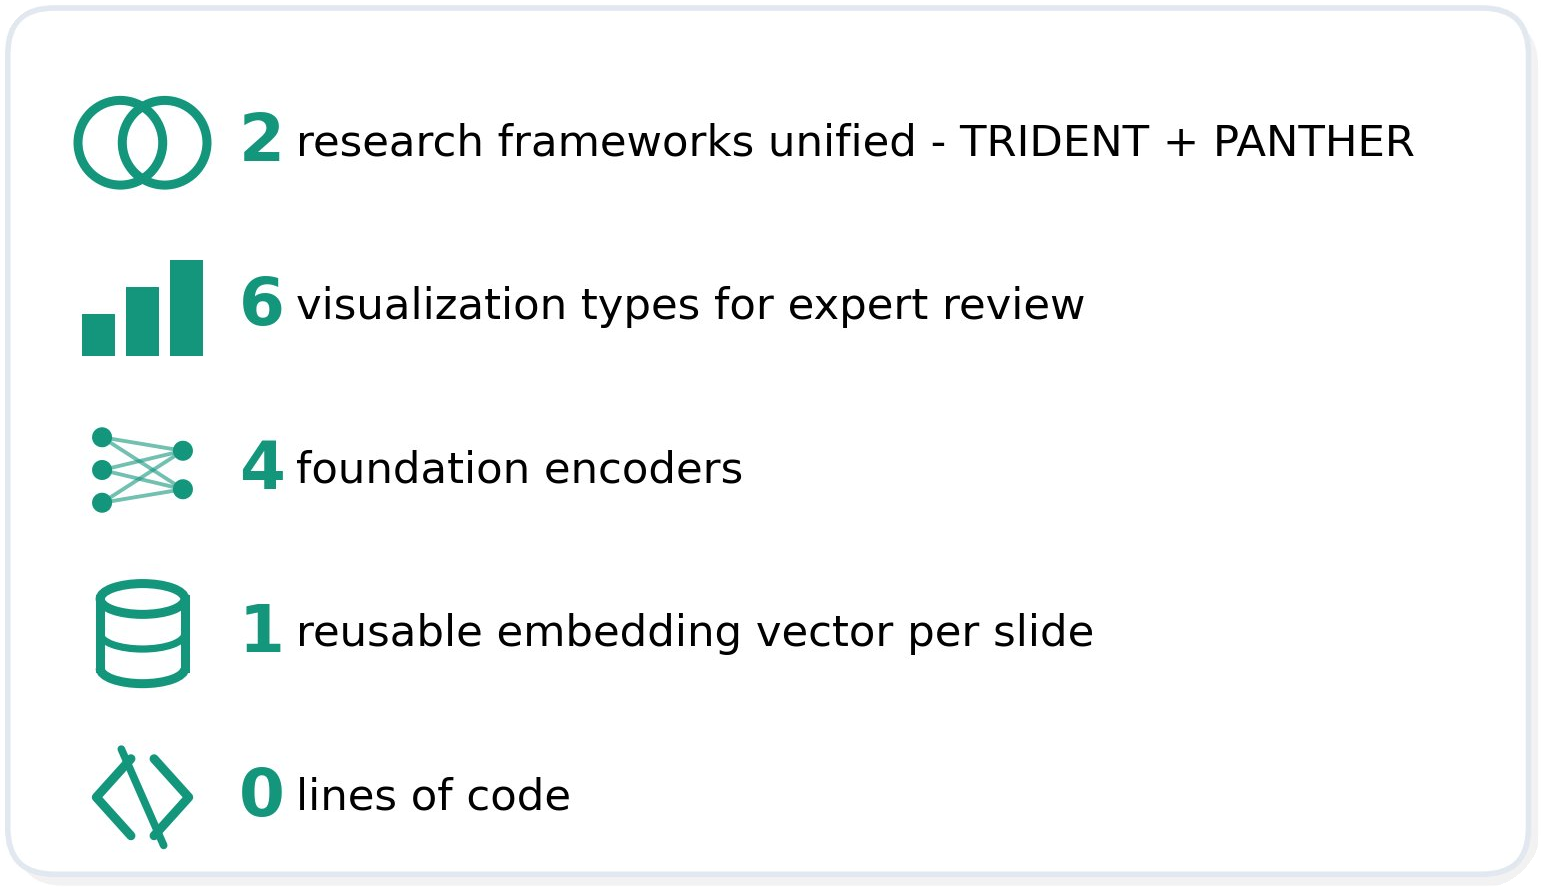 2 research frameworks unified - TRIDENT + PANTHER
6 visualization types for expert review
4 foundation encoders
1 reusable embedding vector per slide
0 lines of code